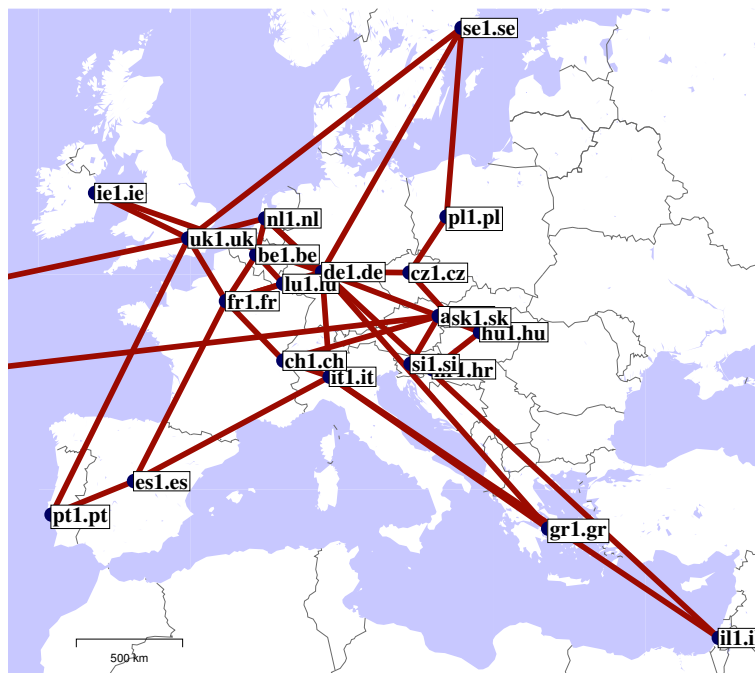 se1.se
ie1.ie
nl1.nl
pl1.pl
uk1.uk
be1.be
de1.de
cz1.cz
lu1.lu
fr1.fr
sk1.sk
hu1.hu
ch1.ch
si1.si
it1.it
es1.es
pt1.pt
gr1.gr
il1.i
500 km